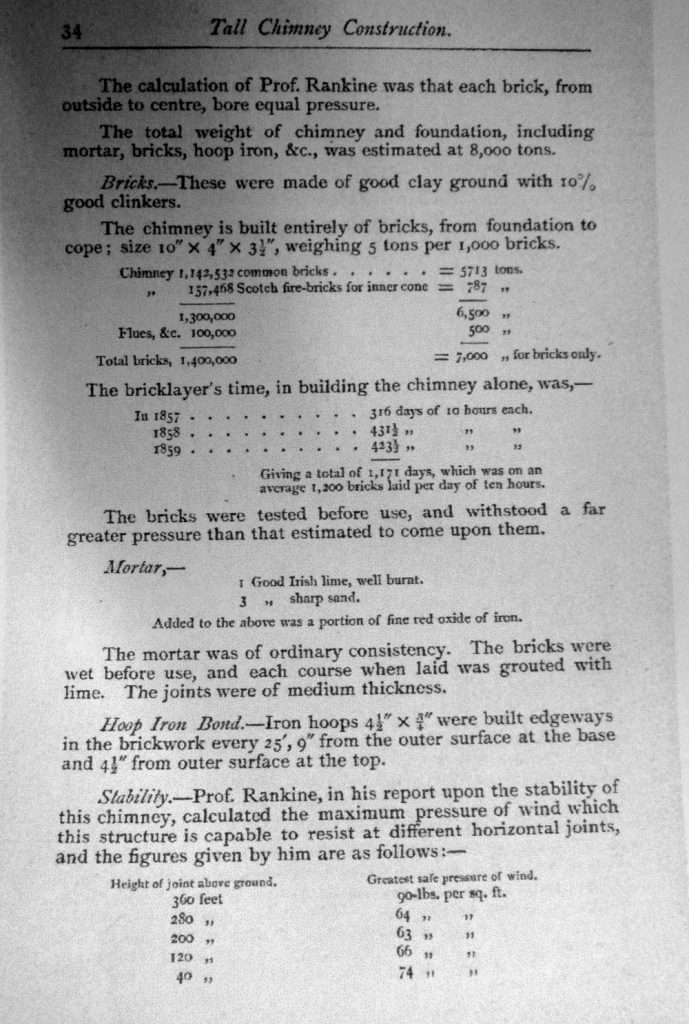 34 Tall Chimney Construction.
The calculation of Prof. Rankine was that each brick, from
outside to centre, bore equal pressure.
The total weight of chimney and foundation, including
mortar, bricks, hoop iron, &c., was estimated at 8,000 tons.
Bricks.—These were made of good clay ground with 10%
good clinkers.
The chimney is built entirely of bricks, from foundation to
cope; size 10" × 4" × 3½", weighing 5 tons per 1,000 bricks.
Chimney 1,142,532 common bricks . . . . . . = 5713 tons.
„ 157,468 Scotch fire-bricks for inner cone = 787 „
1,300,000 6,500 „
Flues, &c. 100,000 500 „
Total bricks, 1,400,000 = 7,000 „ for bricks only.
The bricklayer's time, in building the chimney alone, was,—
In 1857 . . . . . . . . . . . 316 days of 10 hours each.
1858 . . . . . . . . . . . 431½ „ „ „
1859 . . . . . . . . . . . 423½ „ „ „
Giving a total of 1,171 days, which was on an
average 1,200 bricks laid per day of ten hours.
The bricks were tested before use, and withstood a far
greater pressure than that estimated to come upon them.
Mortar,—
1 Good Irish lime, well burnt.
3 „ sharp sand.
Added to the above was a portion of fine red oxide of iron.
The mortar was of ordinary consistency. The bricks were
wet before use, and each course when laid was grouted with
lime. The joints were of medium thickness.
Hoop Iron Bond.—Iron hoops 4½" × ¾" were built edgeways
in the brickwork every 25', 9" from the outer surface at the base
and 4½" from outer surface at the top.
Stability.—Prof. Rankine, in his report upon the stability of
this chimney, calculated the maximum pressure of wind which
this structure is capable to resist at different horizontal joints,
and the figures given by him are as follows:—
Height of joint above ground. Greatest safe pressure of wind.
360 feet 90-lbs. per sq. ft.
280 „ 64 „ „
200 „ 63 „ „
120 „ 66 „ „
40 „ 74 „ „